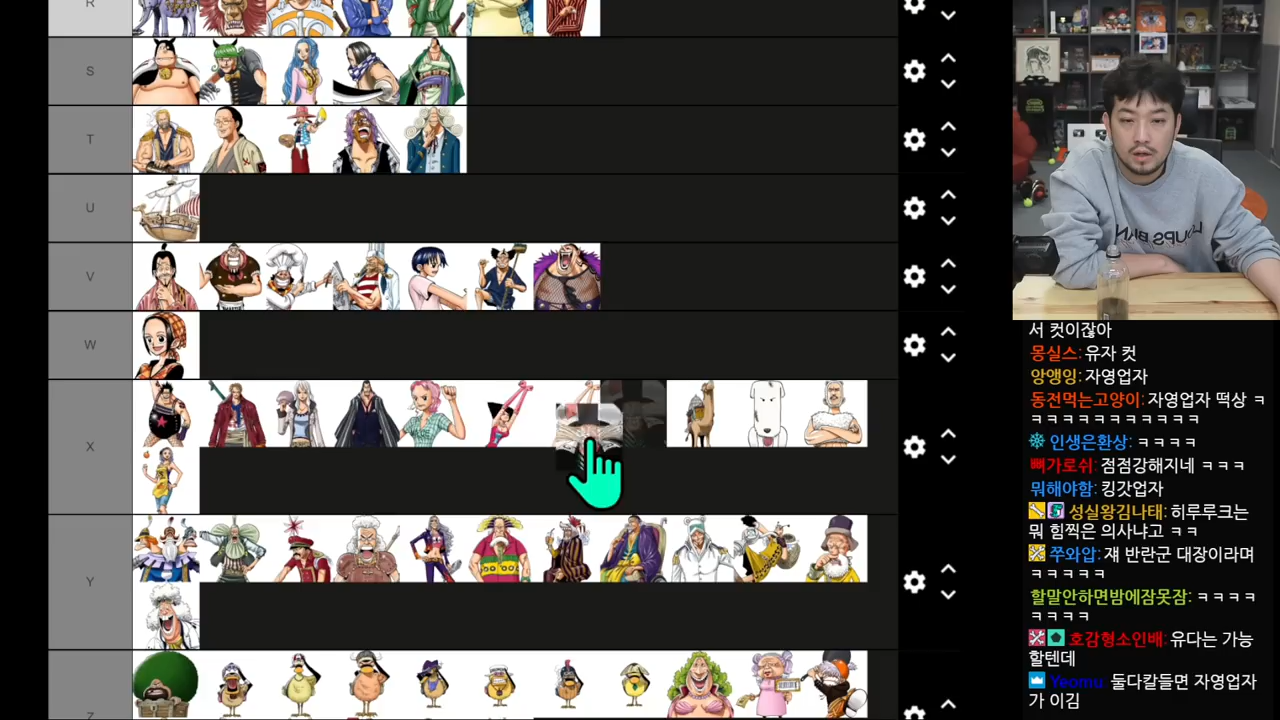 R
S
T
U
V
W
X
Y
Z
서 컷이잖아
몽실스: 유자 컷
앙앵잉: 자영업자
동전먹는고양이: 자영업자 떡상 ㅋ
ㅋㅋㅋㅋㅋㅋㅋㅋㅋㅋ
인생은환상: ㅋㅋㅋㅋ
뼈가로쉬: 점점강해지네 ㅋㅋㅋ
뭐해야함: 킹갓업자
성실왕김나태: 히루루크는
뭐 힘찍은 의사냐고 ㅋㅋ
쭈와압: 쟤 반란군 대장이라며
ㅋㅋㅋㅋㅋ
할말안하면밤에잠못잠: ㅋㅋㅋㅋ
ㅋㅋㅋㅋ
호감형소인배: 유다는 가능
할텐데
Yeomu: 둘다칼들면 자영업자
가 이김